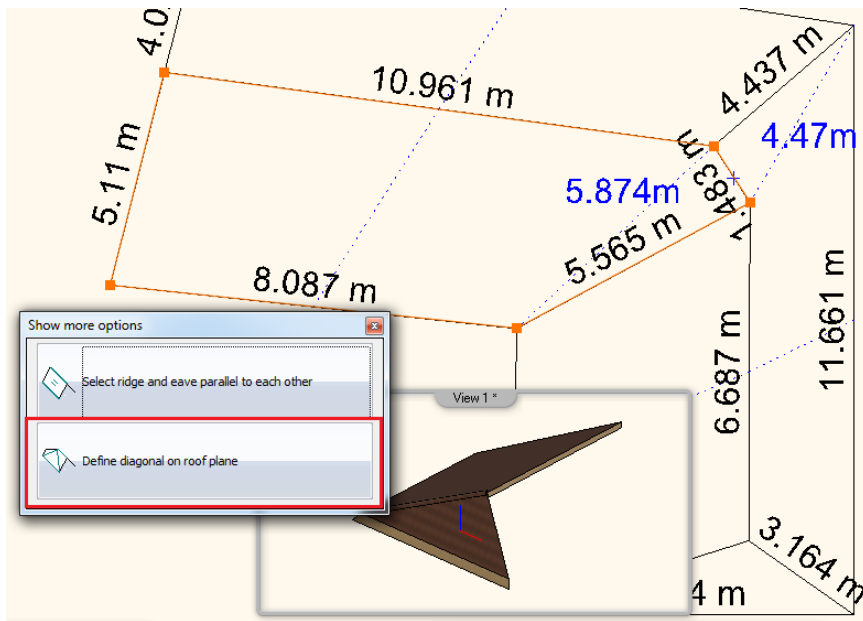 4.0
10.961 m
4.437 m
4.47m
5.11 m
1.483 m
5.874m
5.565 m
8.087 m
11.661 m
6.687 m
Show more options
Select ridge and eave parallel to each other
Define diagonal on roof plane
View 1 *
3.164 m
4 m